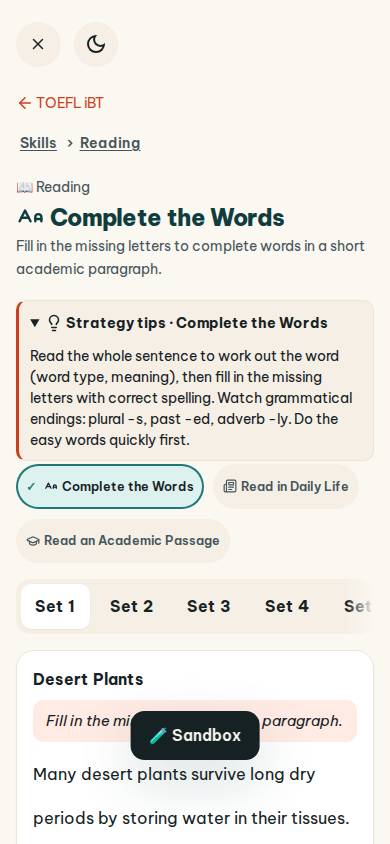 TOEFL iBT
Skills > Reading
Reading
Aa Complete the Words
Fill in the missing letters to complete words in a short
academic paragraph.
Strategy tips · Complete the Words
Read the whole sentence to work out the word
(word type, meaning), then fill in the missing
letters with correct spelling. Watch grammatical
endings: plural -s, past -ed, adverb -ly. Do the
easy words quickly first.
✓ Aa Complete the Words
Read in Daily Life
Read an Academic Passage
Set 1 Set 2 Set 3 Set 4 Set
Desert Plants
Fill in the mi paragraph.
Sandbox
Many desert plants survive long dry
periods by storing water in their tissues.